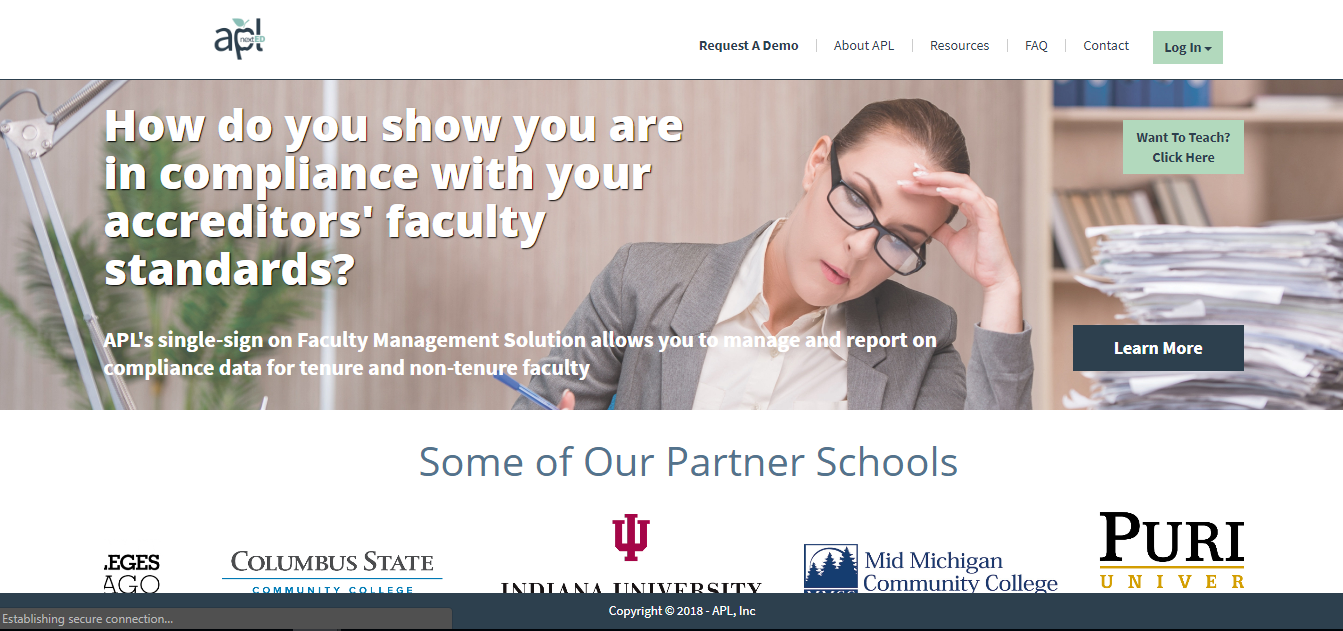 apl
nextED
Request A Demo
About APL
Resources
FAQ
Contact
Log In
How do you show you are
in compliance with your
accreditors' faculty
standards?
Want To Teach?
Click Here
APL's single-sign on Faculty Management Solution allows you to manage and report on
compliance data for tenure and non-tenure faculty
Learn More
Some of Our Partner Schools
.EGES
AGO
COLUMBUS STATE
COMMUNITY COLLEGE
INDIANA UNIVERSITY
Mid Michigan
Community College
MMCC
PURI
UNIVER
Copyright © 2018 - APL, Inc
Establishing secure connection...